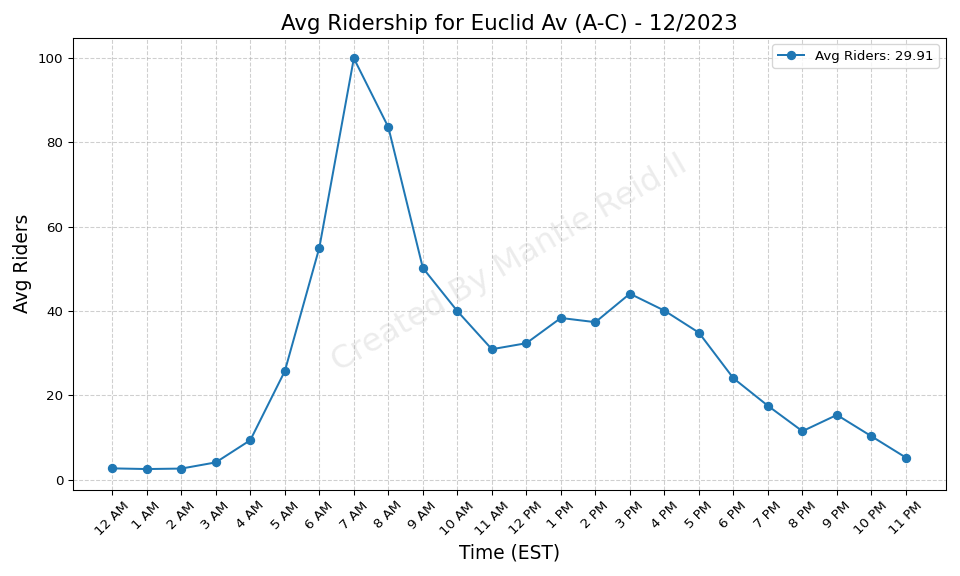 Avg Ridership for Euclid Av (A-C) - 12/2023
Avg Riders: 29.91
100
80
60
40
20
0
Avg Riders
Created By Mantie Reid II
12 AM
1 AM
2 AM
3 AM
4 AM
5 AM
6 AM
7 AM
8 AM
9 AM
10 AM
11 AM
12 PM
1 PM
2 PM
3 PM
4 PM
5 PM
6 PM
7 PM
8 PM
9 PM
10 PM
11 PM
Time (EST)